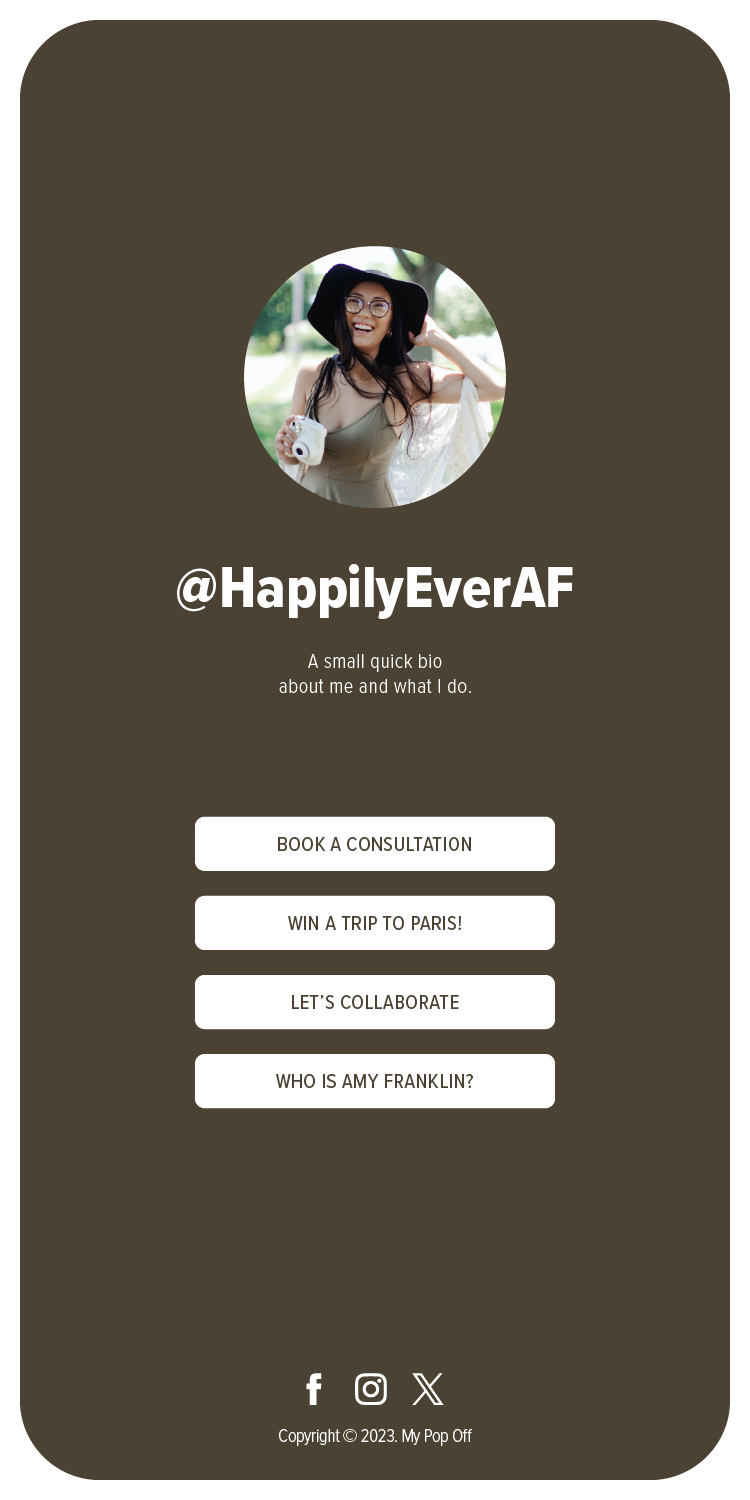 @HappilyEverAF
A small quick bio
about me and what I do.
BOOK A CONSULTATION
WIN A TRIP TO PARIS!
LET'S COLLABORATE
WHO IS AMY FRANKLIN?
Copyright © 2023. My Pop Off